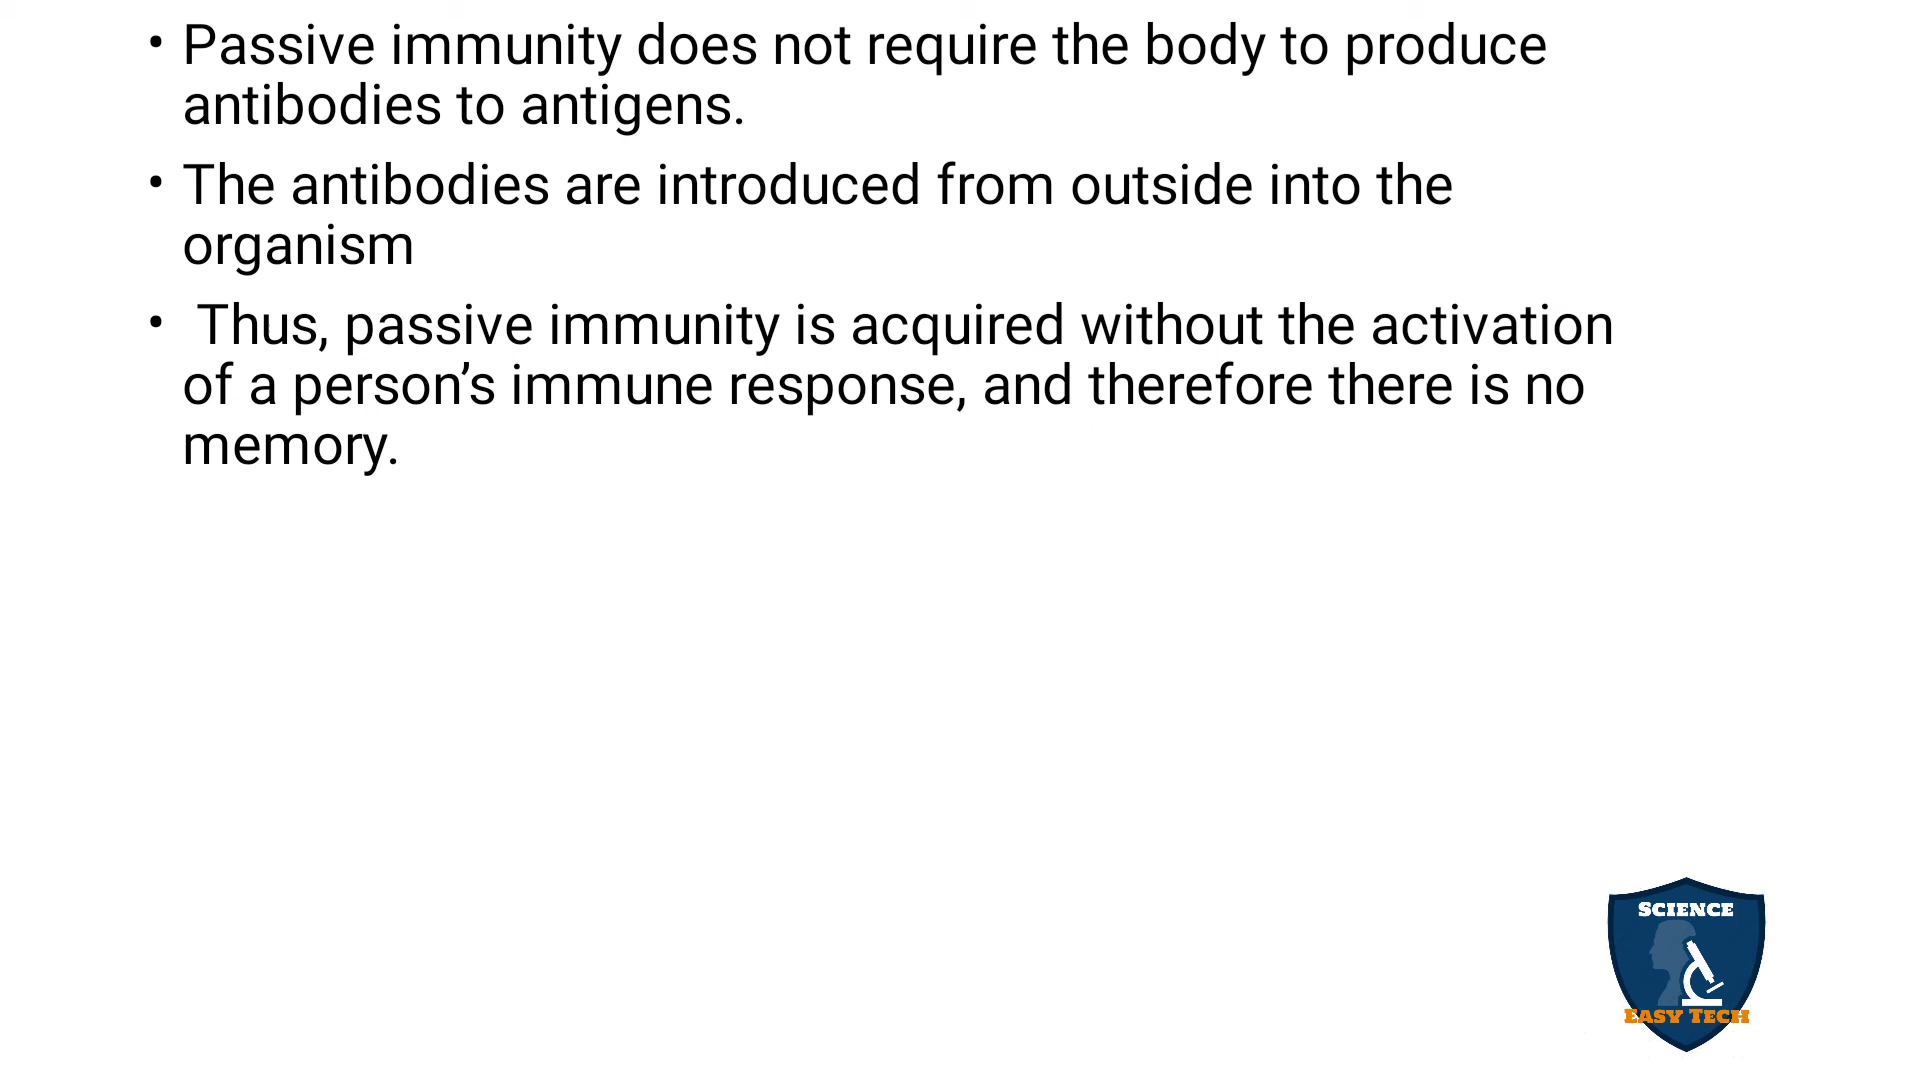 • Passive immunity does not require the body to produce
antibodies to antigens.
• The antibodies are introduced from outside into the
organism
• Thus, passive immunity is acquired without the activation
of a person’s immune response, and therefore there is no
memory.
SCIENCE
EASY TECH